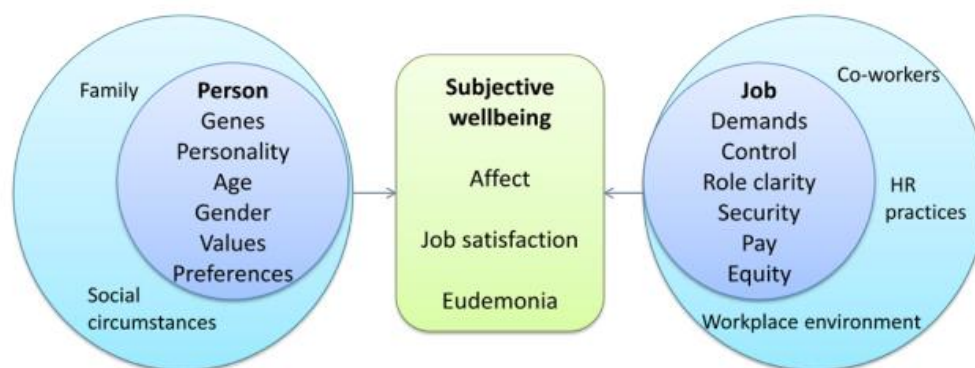 Family
Person
Genes
Personality
Age
Gender
Values
Preferences
Social
circumstances
Subjective
wellbeing
Affect
Job satisfaction
Eudemonia
Job
Demands
Control
Role clarity
Security
Pay
Equity
Co-workers
HR
practices
Workplace environment